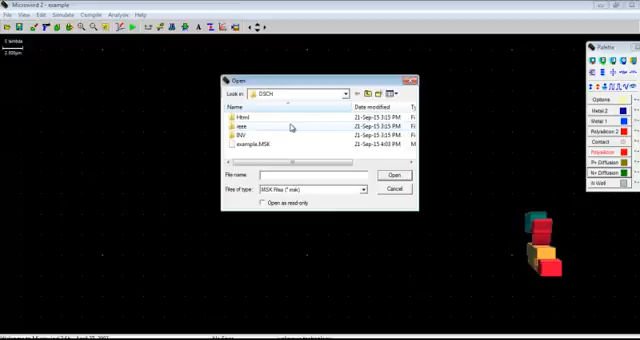 Microwind 2 - example
File View Edit Simulate Compile Analysis Help
5 lambda
Palette
Options
Metal 2
Metal 1
Polysilicon 2
Contact
Polysilicon
P+ Diffusion
N+ Diffusion
N Well
Open
Look in: DSCH
Name Date modified
Html 21-Sep-15 3:15 PM
ieee 21-Sep-15 3:15 PM
INV 21-Sep-15 3:15 PM
example.MSK 21-Sep-15 4:03 PM
File name: Open
Files of type: MSK Files (*.msk) Cancel
Open as read-only